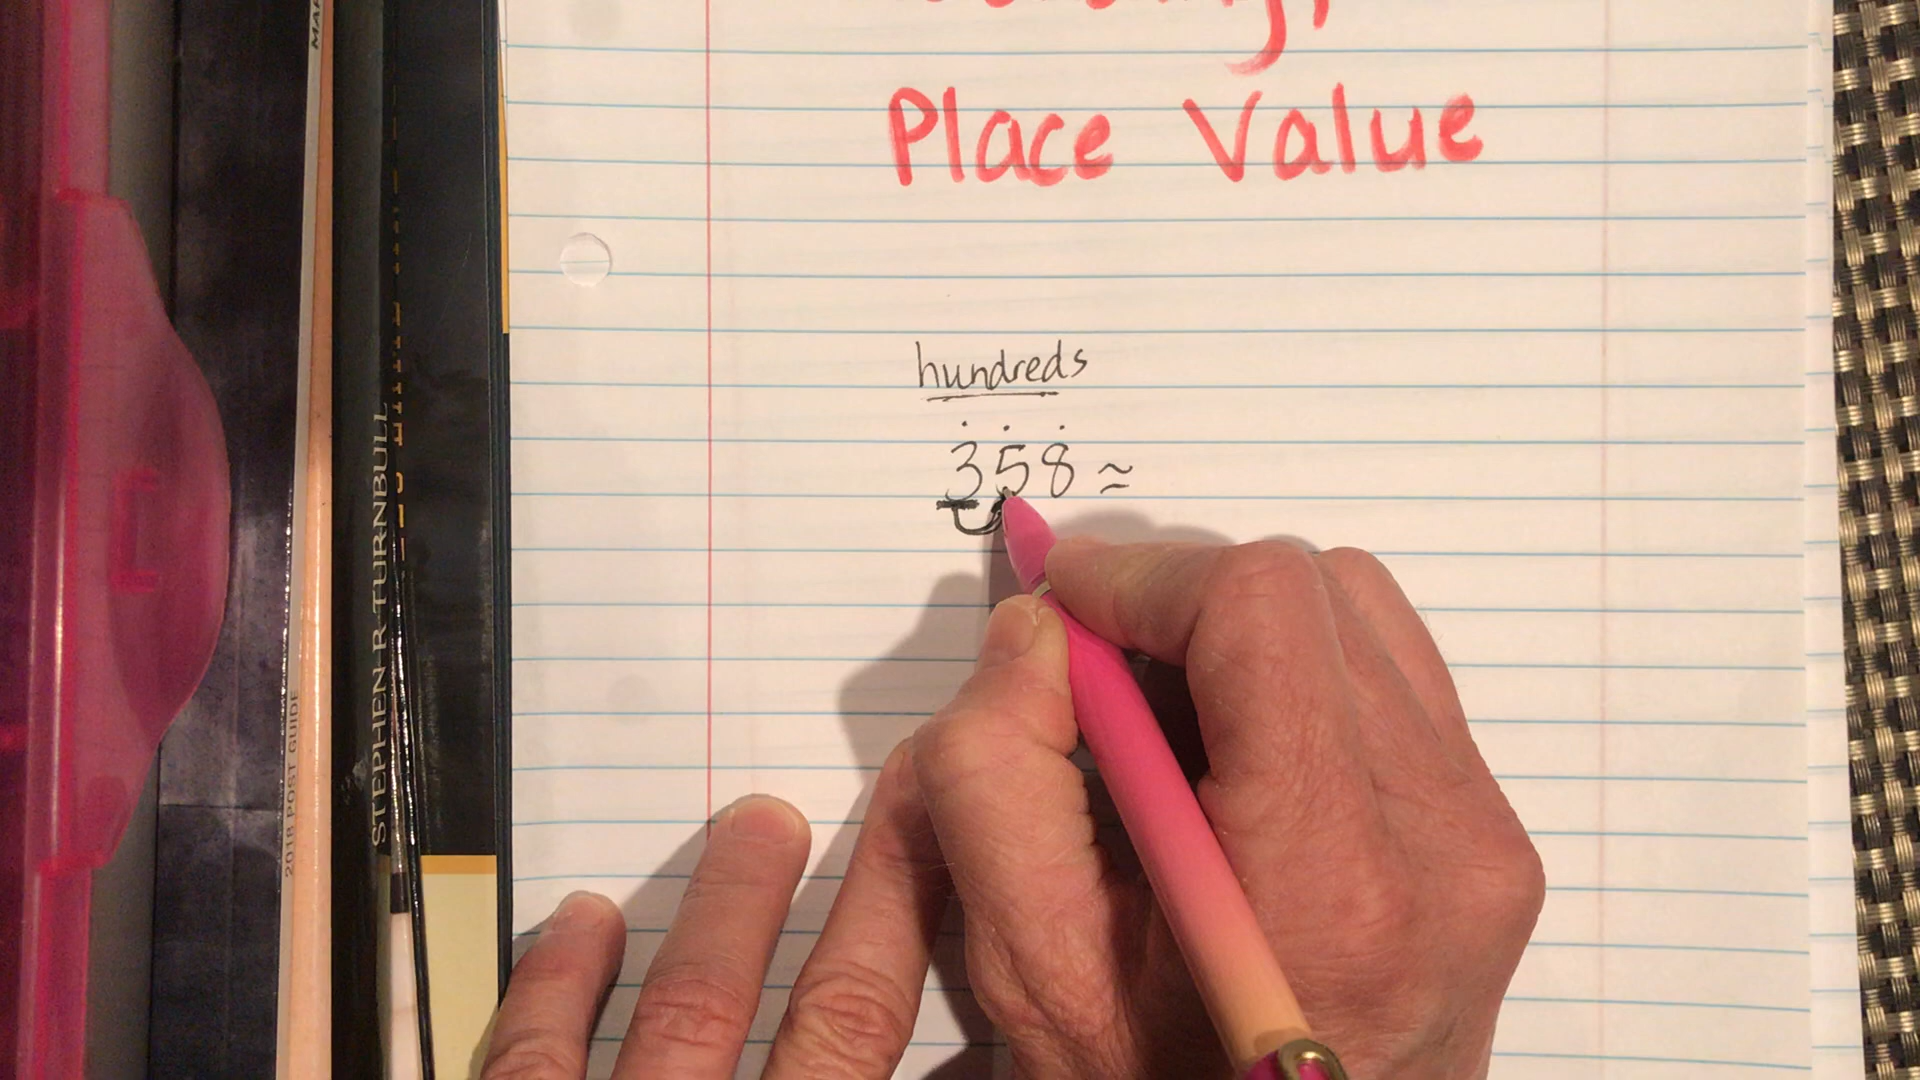 Place Value
hundreds
358 ≈
STEPHEN R TURNBULL
2018 POST GUIDE